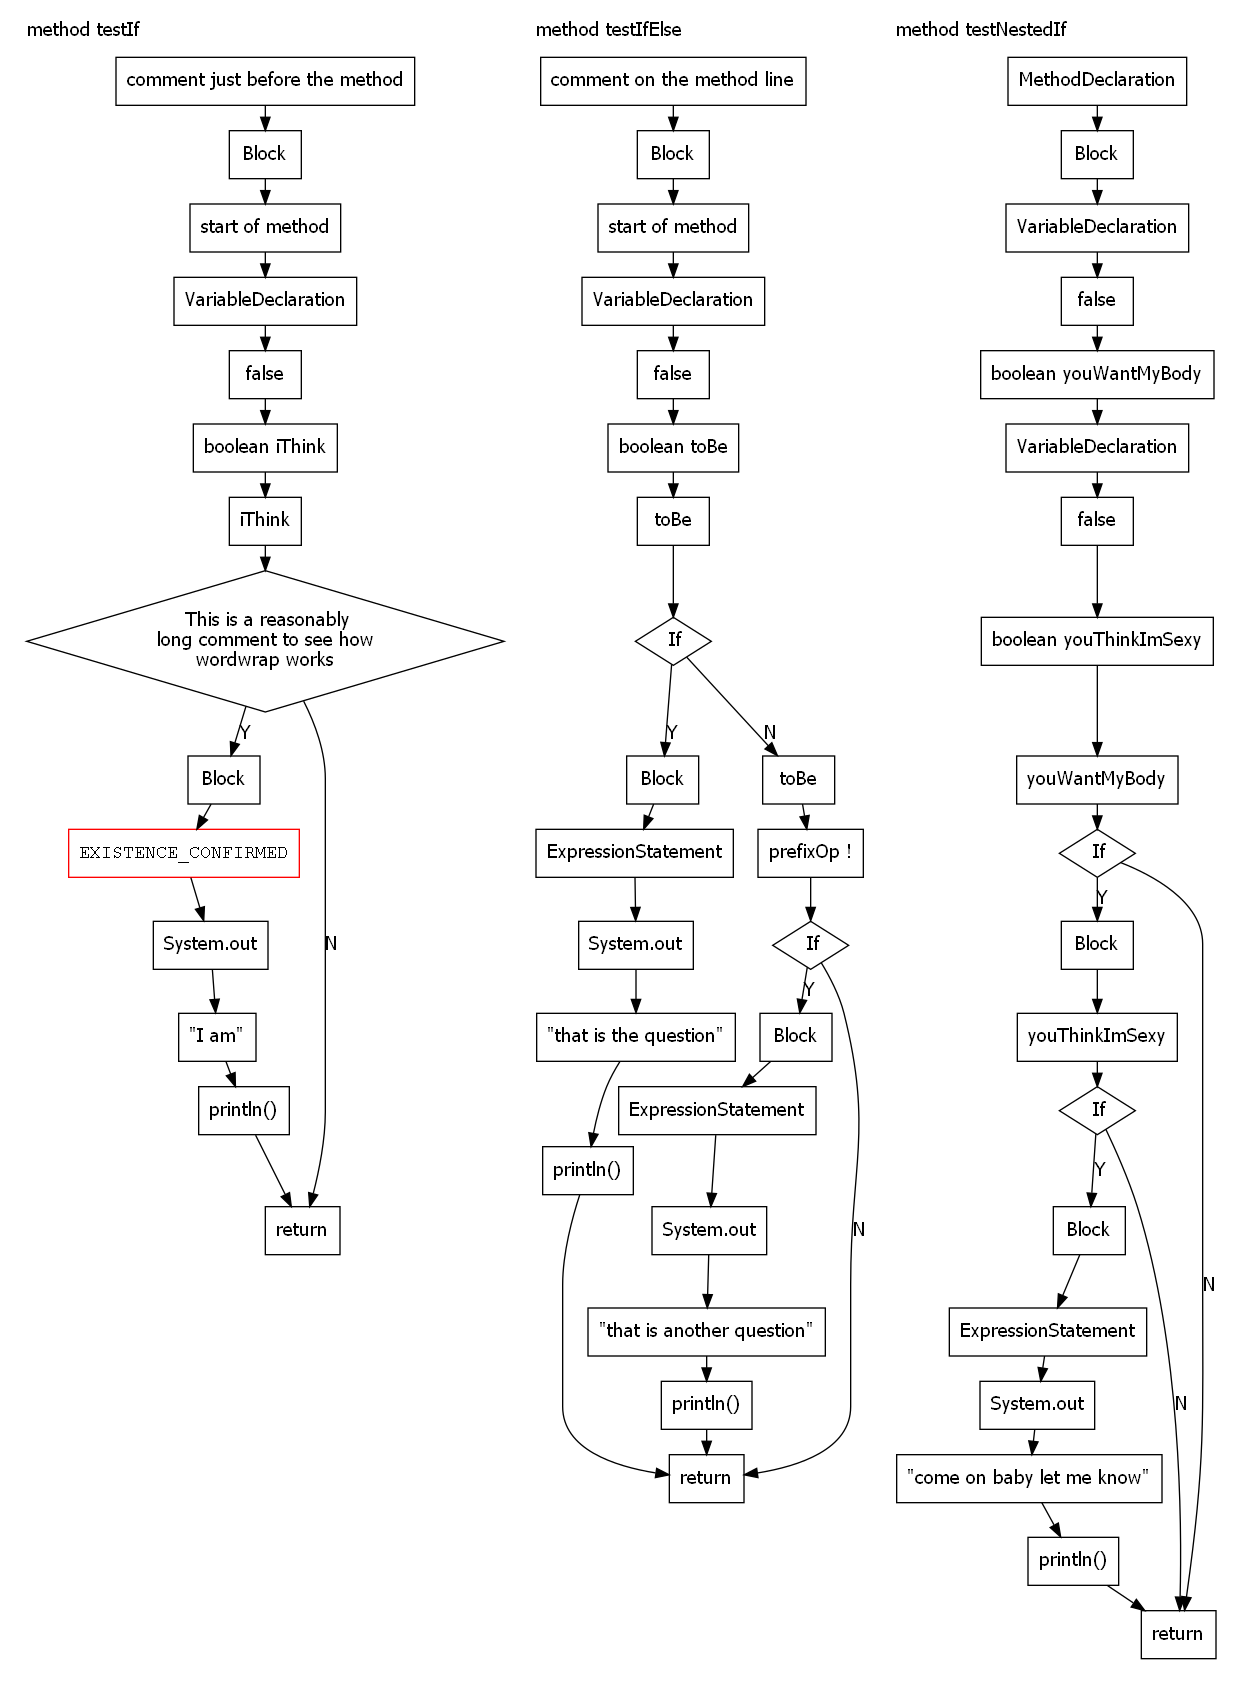 method testIf
comment just before the method
Block
start of method
VariableDeclaration
false
boolean iThink
iThink
This is a reasonably
long comment to see how
wordwrap works
Y
Block
EXISTENCE_CONFIRMED
System.out
N
"I am"
println()
return
method testIfElse
comment on the method line
Block
start of method
VariableDeclaration
false
boolean toBe
toBe
If
Y
N
Block
toBe
ExpressionStatement
prefixOp !
System.out
If
Y
"that is the question"
Block
ExpressionStatement
println()
System.out
N
"that is another question"
println()
return
method testNestedIf
MethodDeclaration
Block
VariableDeclaration
false
boolean youWantMyBody
VariableDeclaration
false
boolean youThinkImSexy
youWantMyBody
If
Y
Block
youThinkImSexy
If
Y
Block
N
ExpressionStatement
System.out
N
"come on baby let me know"
println()
return